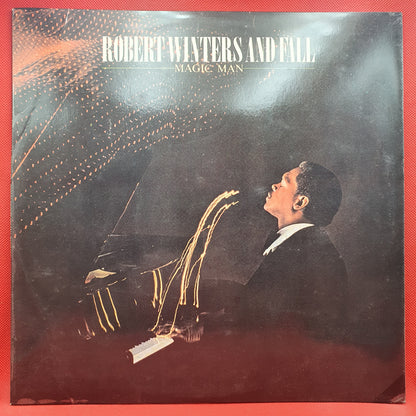 ROBERT WINTERS AND FALL
MAGIC MAN